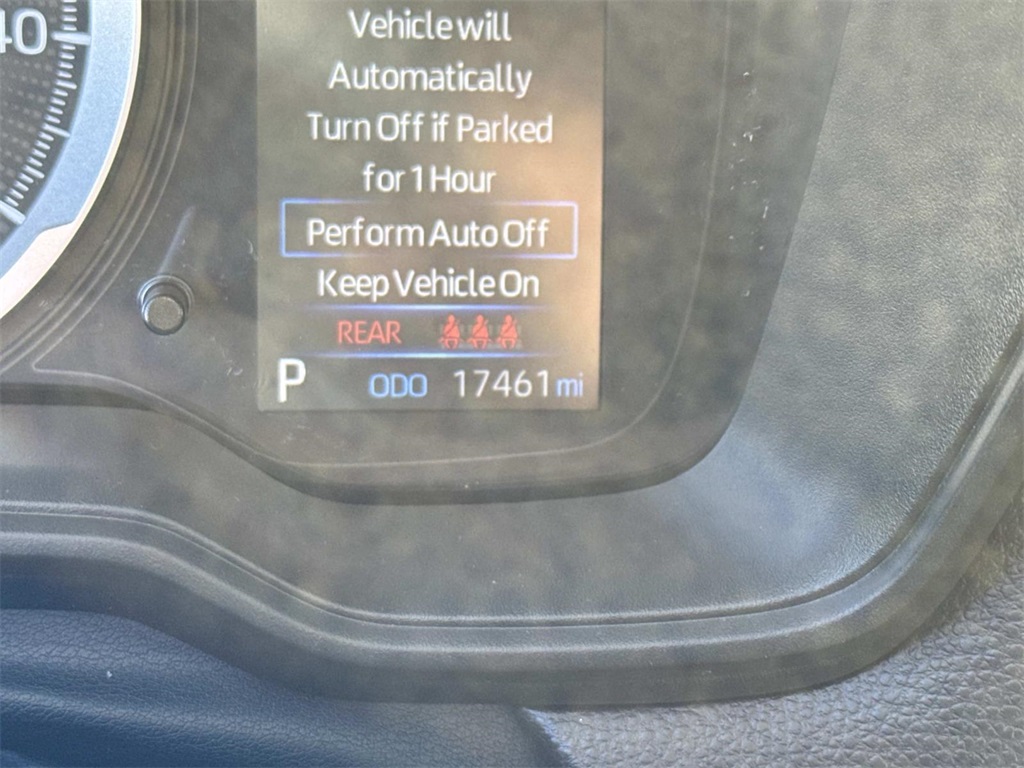 40
Vehicle will
Automatically
Turn Off if Parked
for 1 Hour
Perform Auto Off
Keep Vehicle On
REAR
P ODO 17461 mi